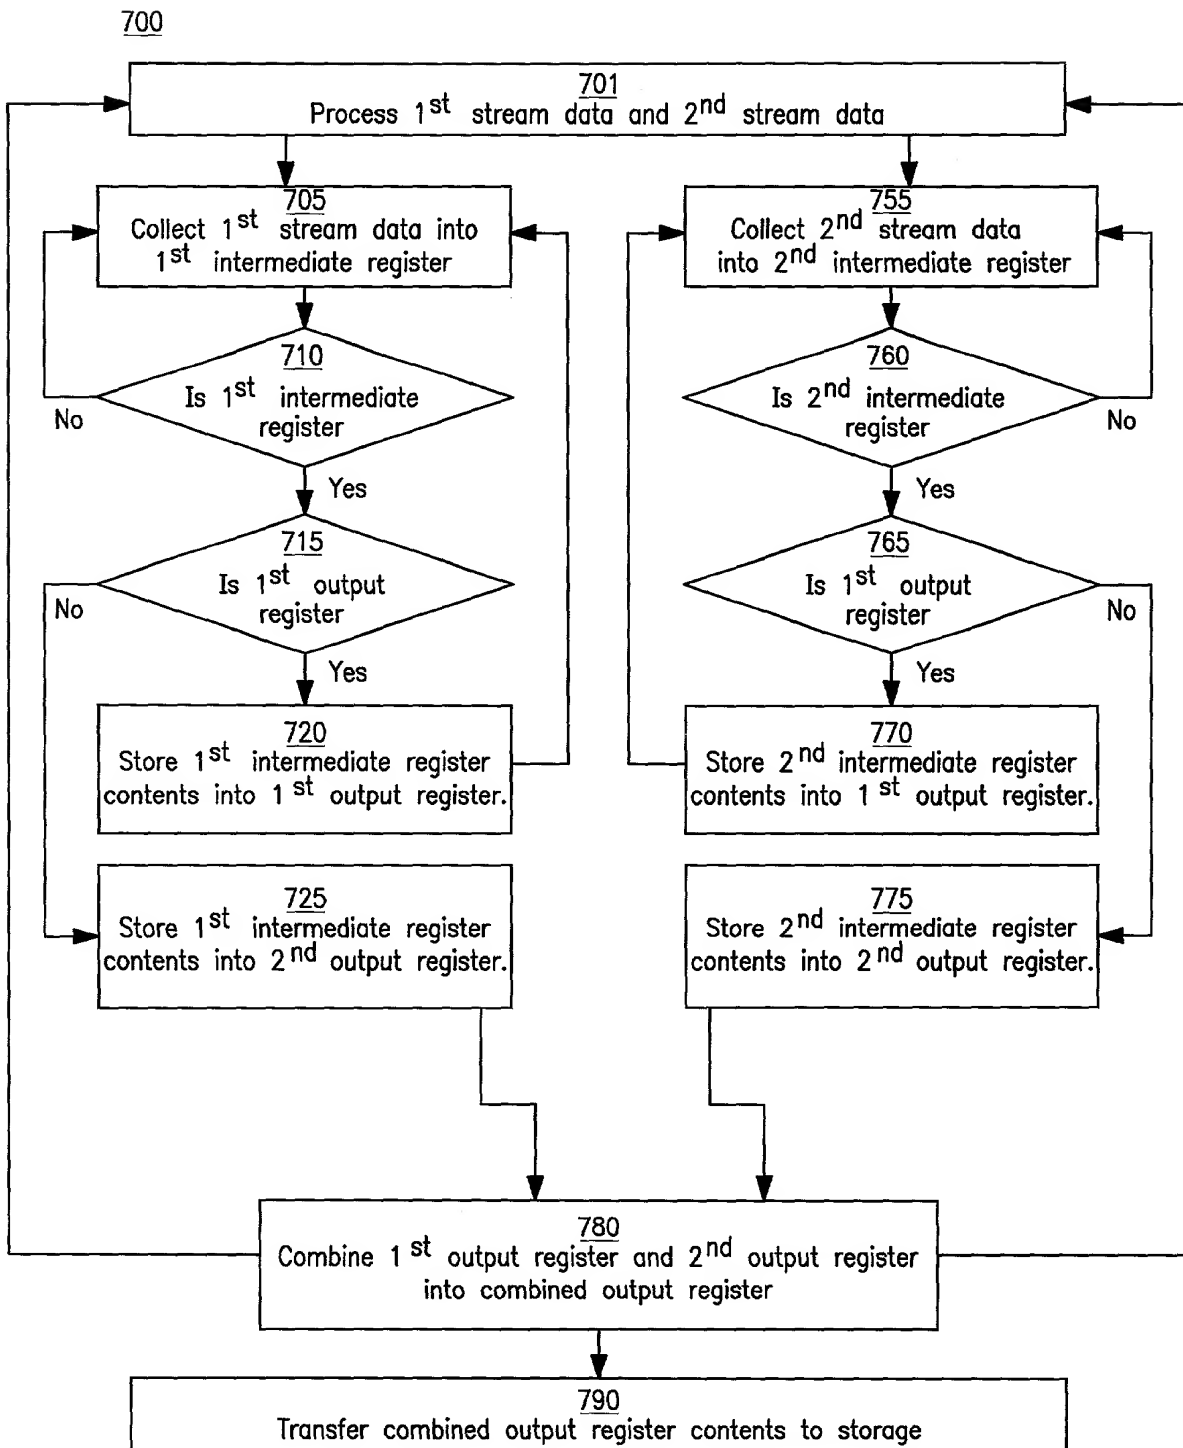 700
701
Process 1st stream data and 2nd stream data
705
Collect 1st stream data into
1st intermediate register
755
Collect 2nd stream data
into 2nd intermediate register
710
Is 1st intermediate
register
No
Yes
760
Is 2nd intermediate
register
No
Yes
715
Is 1st output
register
No
Yes
765
Is 1st output
register
No
Yes
720
Store 1st intermediate register
contents into 1st output register.
770
Store 2nd intermediate register
contents into 1st output register.
725
Store 1st intermediate register
contents into 2nd output register.
775
Store 2nd intermediate register
contents into 2nd output register.
780
Combine 1st output register and 2nd output register
into combined output register
790
Transfer combined output register contents to storage